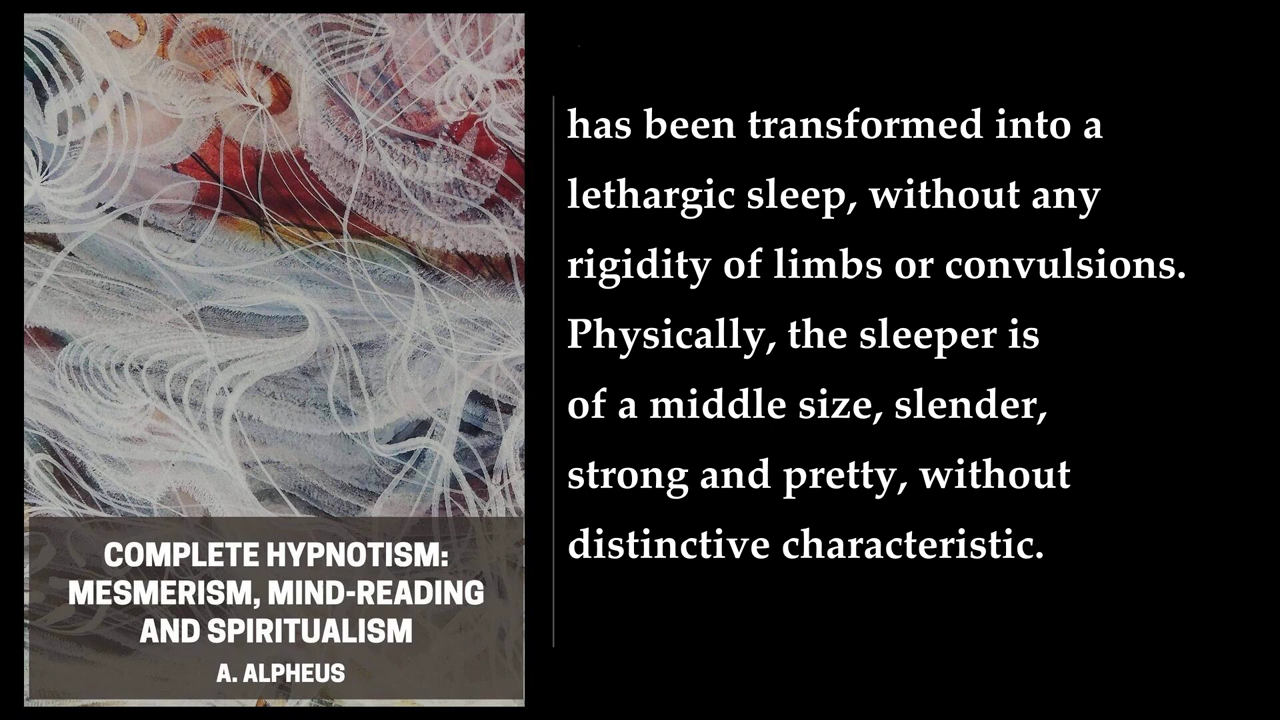 COMPLETE HYPNOTISM:
MESMERISM, MIND-READING
AND SPIRITUALISM
A. ALPHEUS
has been transformed into a
lethargic sleep, without any
rigidity of limbs or convulsions.
Physically, the sleeper is
of a middle size, slender,
strong and pretty, without
distinctive characteristic.